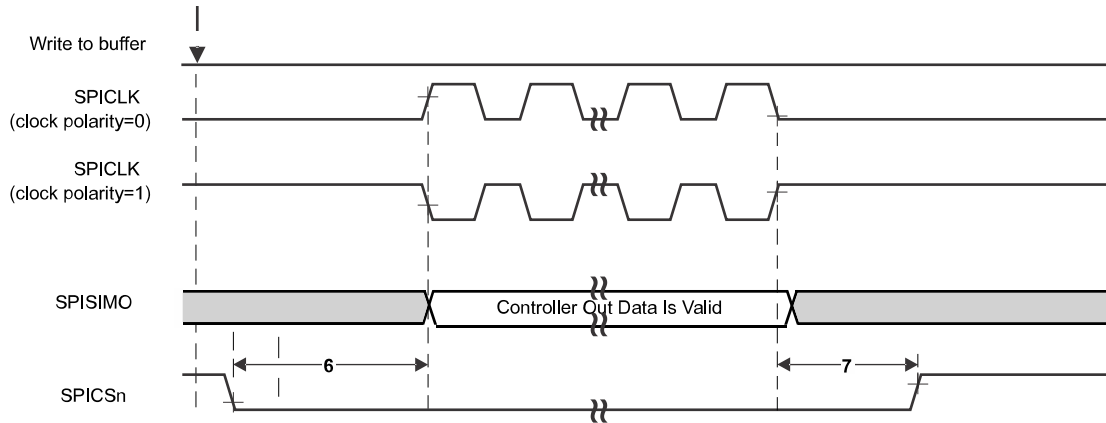 Write to buffer
SPICLK
(clock polarity=0)
SPICLK
(clock polarity=1)
SPISIMO
Controller Out Data Is Valid
6
7
SPICSn